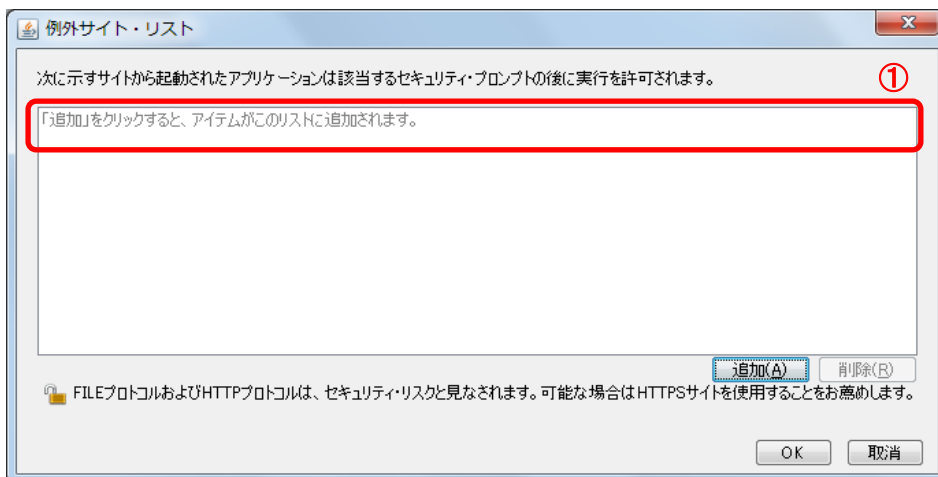 例外サイト・リスト
次に示すサイトから起動されたアプリケーションは該当するセキュリティ・プロンプトの後に実行を許可されます。
①
「追加」をクリックすると、アイテムがこのリストに追加されます。
追加(A)
削除(R)
FILEプロトコルおよびHTTPプロトコルは、セキュリティ・リスクと見なされます。可能な場合はHTTPSサイトを使用することをお薦めします。
OK
取消